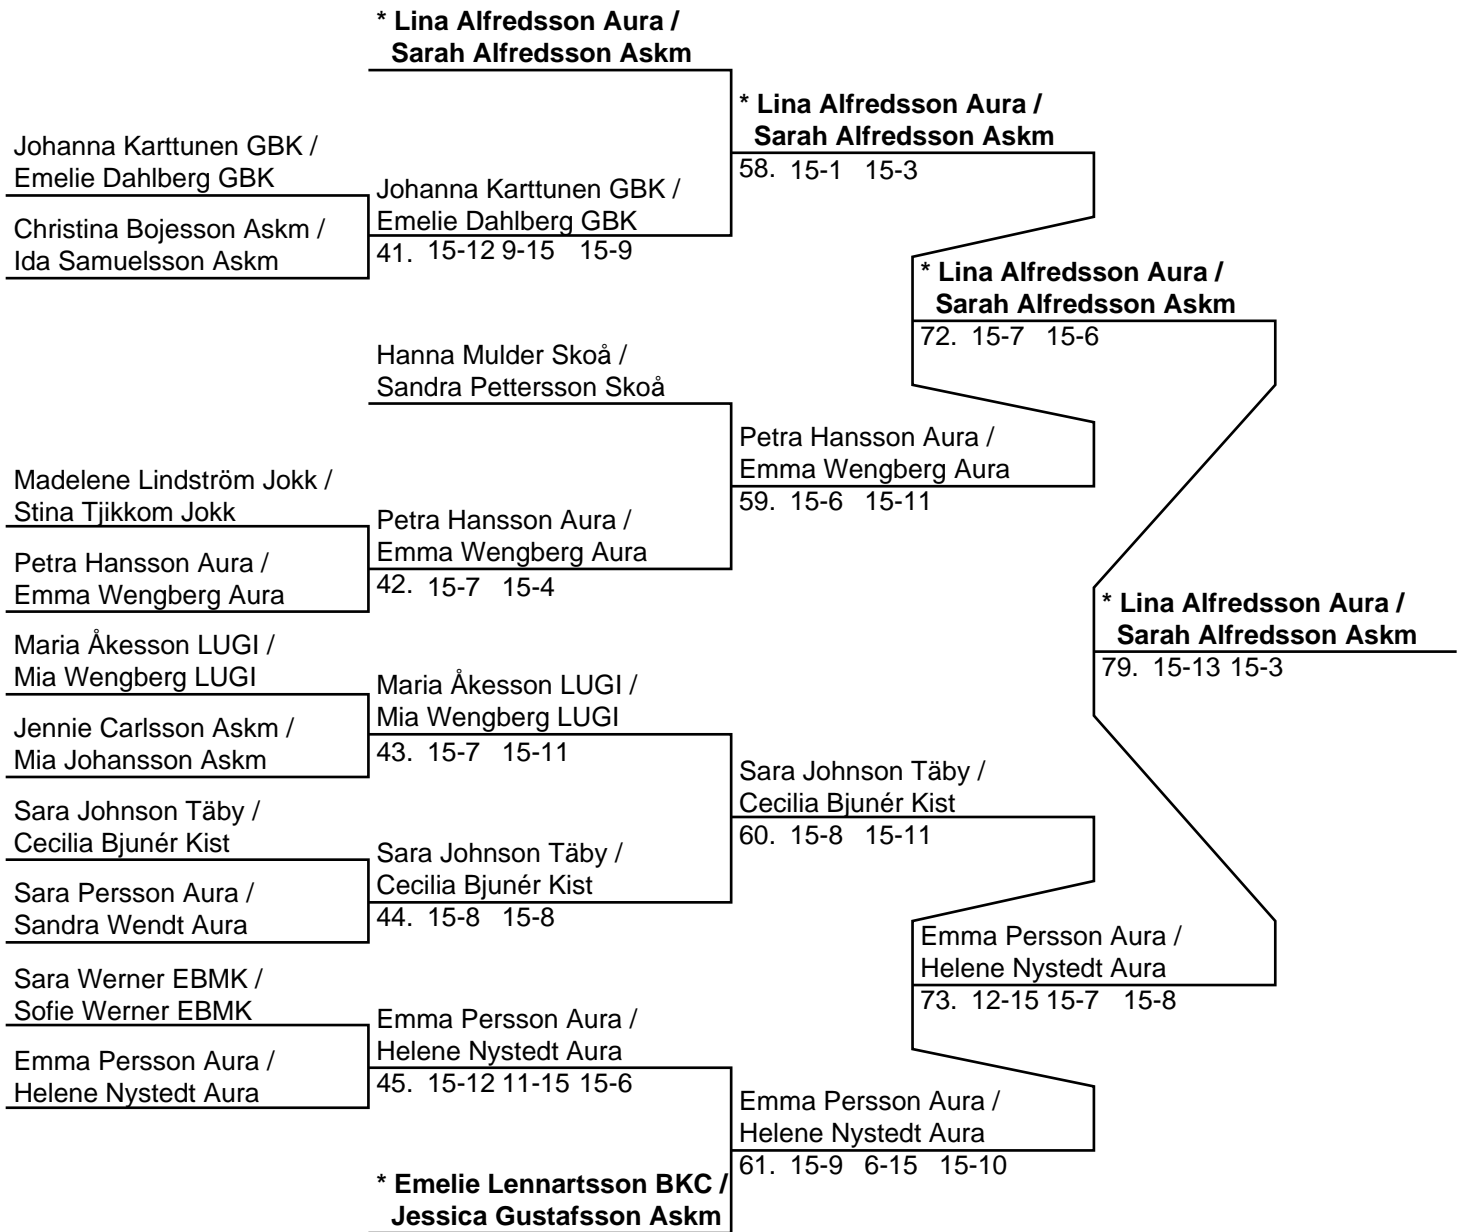 * Lina Alfredsson Aura /
Sarah Alfredsson Askm
Johanna Karttunen GBK /
Emelie Dahlberg GBK
Christina Bojesson Askm /
Ida Samuelsson Askm
Johanna Karttunen GBK /
Emelie Dahlberg GBK
41. 15-12 9-15 15-9
* Lina Alfredsson Aura /
Sarah Alfredsson Askm
58. 15-1 15-3
Hanna Mulder Skoå /
Sandra Pettersson Skoå
Madelene Lindström Jokk /
Stina Tjikkom Jokk
Petra Hansson Aura /
Emma Wengberg Aura
Petra Hansson Aura /
Emma Wengberg Aura
42. 15-7 15-4
Petra Hansson Aura /
Emma Wengberg Aura
59. 15-6 15-11
* Lina Alfredsson Aura /
Sarah Alfredsson Askm
72. 15-7 15-6
Maria Åkesson LUGI /
Mia Wengberg LUGI
Jennie Carlsson Askm /
Mia Johansson Askm
Maria Åkesson LUGI /
Mia Wengberg LUGI
43. 15-7 15-11
Sara Johnson Täby /
Cecilia Bjunér Kist
Sara Persson Aura /
Sandra Wendt Aura
Sara Johnson Täby /
Cecilia Bjunér Kist
44. 15-8 15-8
Sara Johnson Täby /
Cecilia Bjunér Kist
60. 15-8 15-11
Sara Werner EBMK /
Sofie Werner EBMK
Emma Persson Aura /
Helene Nystedt Aura
Emma Persson Aura /
Helene Nystedt Aura
45. 15-12 11-15 15-6
* Emelie Lennartsson BKC /
Jessica Gustafsson Askm
Emma Persson Aura /
Helene Nystedt Aura
61. 15-9 6-15 15-10
Emma Persson Aura /
Helene Nystedt Aura
73. 12-15 15-7 15-8
* Lina Alfredsson Aura /
Sarah Alfredsson Askm
79. 15-13 15-3